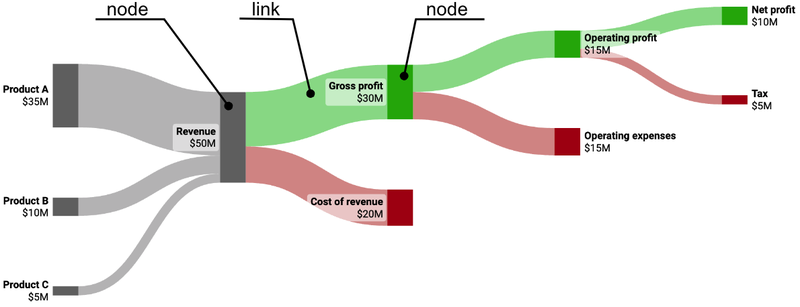 node
link
node
Net profit
$10M
Operating profit
$15M
Product A
$35M
Gross profit
$30M
Tax
$5M
Revenue
$50M
Operating expenses
$15M
Product B
$10M
Cost of revenue
$20M
Product C
$5M